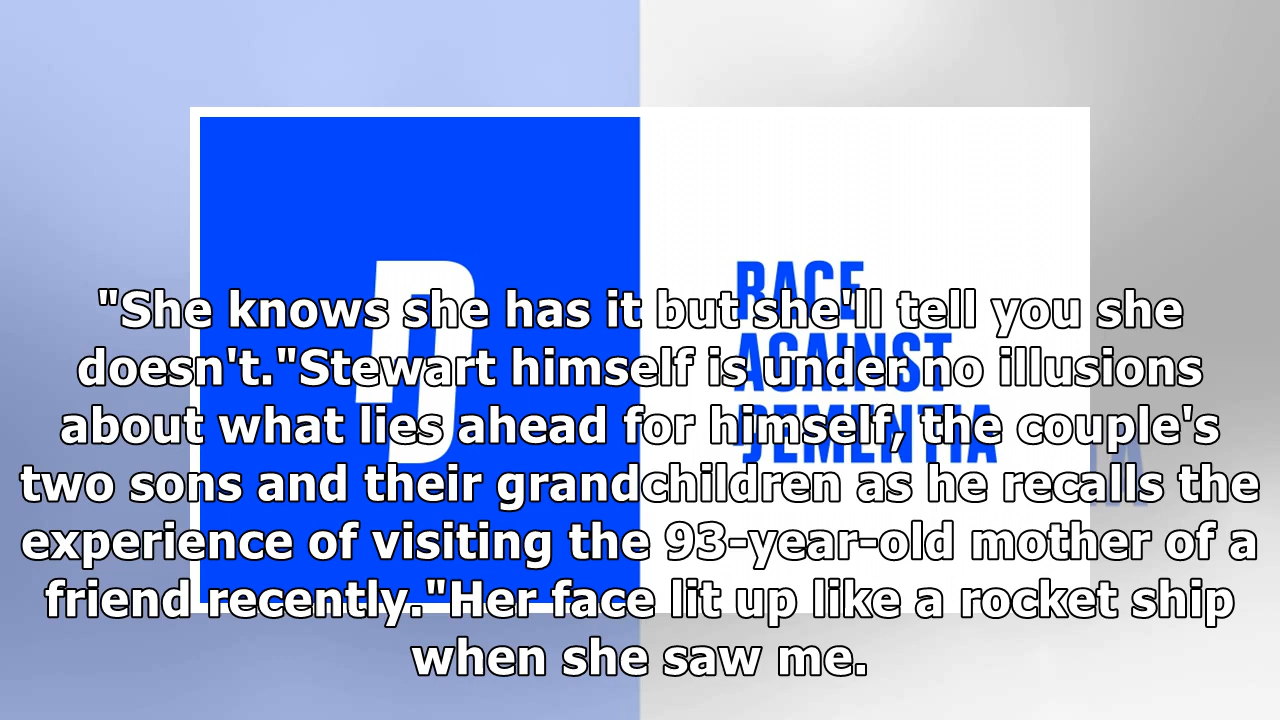 RACE
AGAINST
DEMENTIA
"She knows she has it but she'll tell you she
doesn't."Stewart himself is under no illusions
about what lies ahead for himself, the couple's
two sons and their grandchildren as he recalls the
experience of visiting the 93-year-old mother of a
friend recently."Her face lit up like a rocket ship
when she saw me.